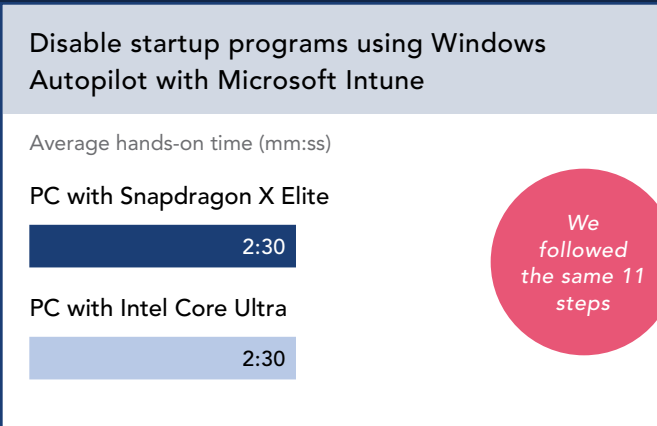 Disable startup programs using Windows
Autopilot with Microsoft Intune
Average hands-on time (mm:ss)
PC with Snapdragon X Elite
2:30
PC with Intel Core Ultra
2:30
We
followed
the same 11
steps